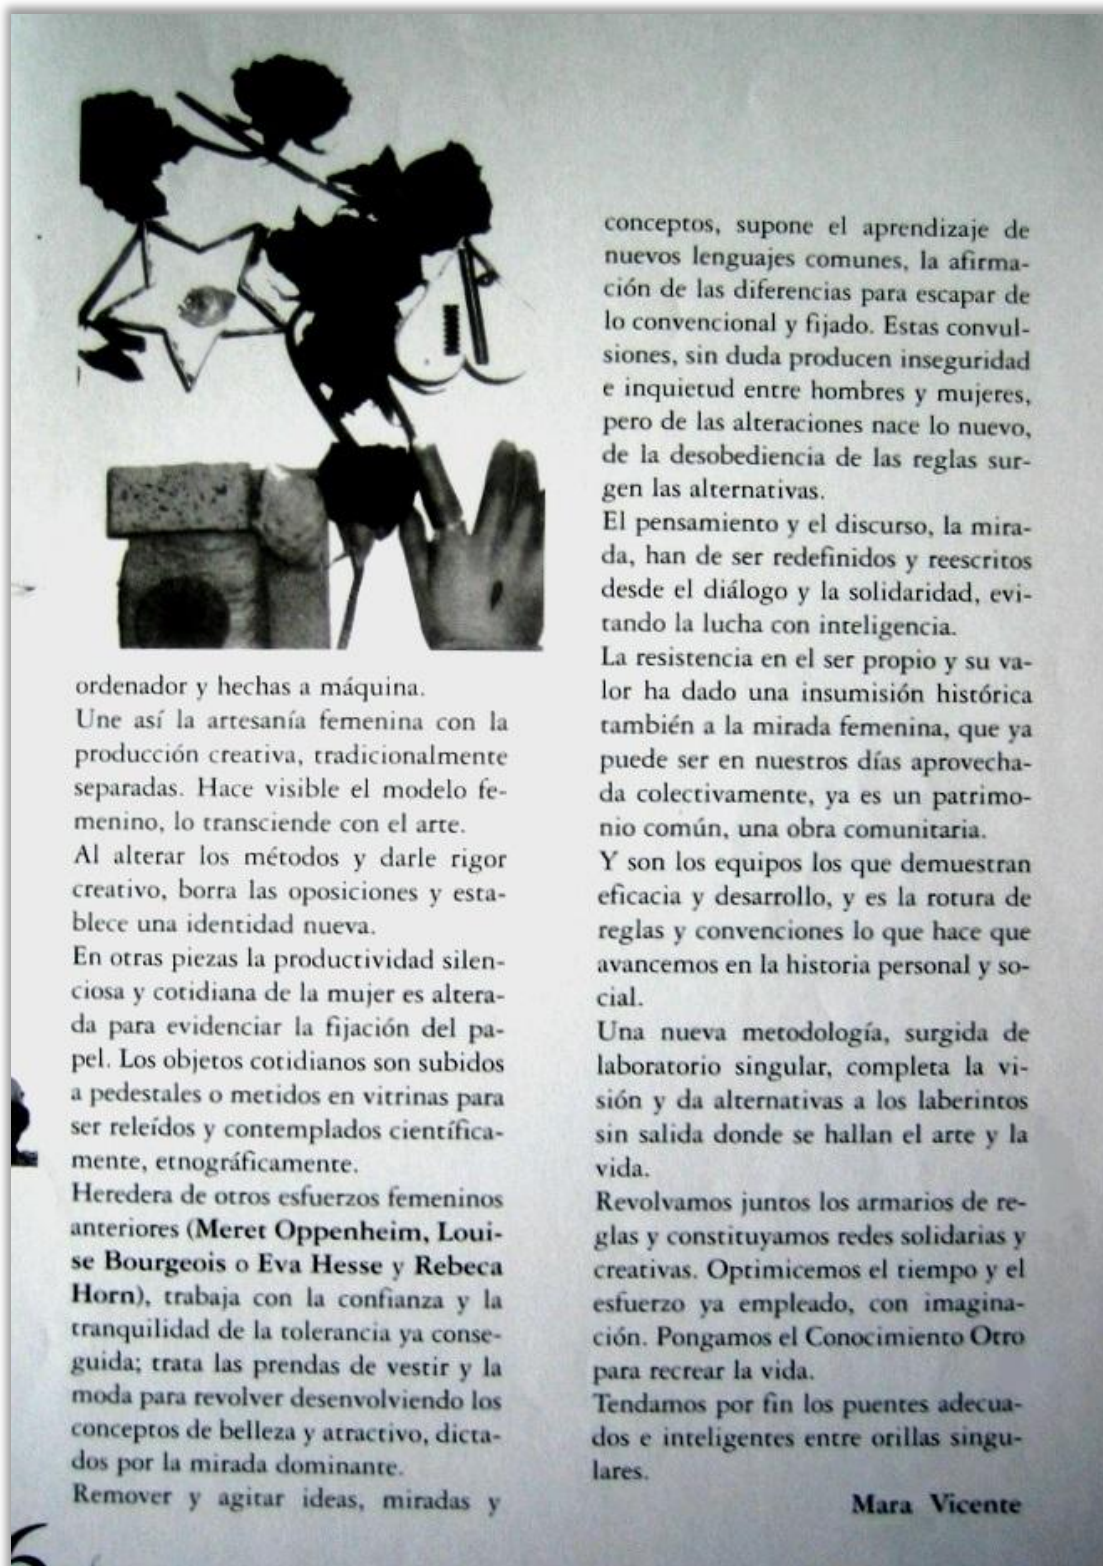 ordenador y hechas a máquina.
Une así la artesanía femenina con la
producción creativa, tradicionalmente
separadas. Hace visible el modelo fe-
menino, lo transciende con el arte.
Al alterar los métodos y darle rigor
creativo, borra las oposiciones y esta-
blece una identidad nueva.
En otras piezas la productividad silen-
ciosa y cotidiana de la mujer es altera-
da para evidenciar la fijación del pa-
pel. Los objetos cotidianos son subidos
a pedestales o metidos en vitrinas para
ser releídos y contemplados científica-
mente, etnográficamente.
Heredera de otros esfuerzos femeninos
anteriores (Meret Oppenheim, Loui-
se Bourgeois o Eva Hesse y Rebeca
Horn), trabaja con la confianza y la
tranquilidad de la tolerancia ya conse-
guida; trata las prendas de vestir y la
moda para revolver desenvolviendo los
conceptos de belleza y atractivo, dicta-
dos por la mirada dominante.
Remover y agitar ideas, miradas y
conceptos, supone el aprendizaje de
nuevos lenguajes comunes, la afirma-
ción de las diferencias para escapar de
lo convencional y fijado. Estas convul-
siones, sin duda producen inseguridad
e inquietud entre hombres y mujeres,
pero de las alteraciones nace lo nuevo,
de la desobediencia de las reglas sur-
gen las alternativas.
El pensamiento y el discurso, la mira-
da, han de ser redefinidos y reescritos
desde el diálogo y la solidaridad, evi-
tando la lucha con inteligencia.
La resistencia en el ser propio y su va-
lor ha dado una insumisión histórica
también a la mirada femenina, que ya
puede ser en nuestros días aprovecha-
da colectivamente, ya es un patrimo-
nio común, una obra comunitaria.
Y son los equipos los que demuestran
eficacia y desarrollo, y es la rotura de
reglas y convenciones lo que hace que
avancemos en la historia personal y so-
cial.
Una nueva metodología, surgida de
laboratorio singular, completa la vi-
sión y da alternativas a los laberintos
sin salida donde se hallan el arte y la
vida.
Revolvamos juntos los armarios de re-
glas y constituyamos redes solidarias y
creativas. Optimicemos el tiempo y el
esfuerzo ya empleado, con imagina-
ción. Pongamos el Conocimiento Otro
para recrear la vida.
Tendamos por fin los puentes adecua-
dos e inteligentes entre orillas singu-
lares.
Mara Vicente